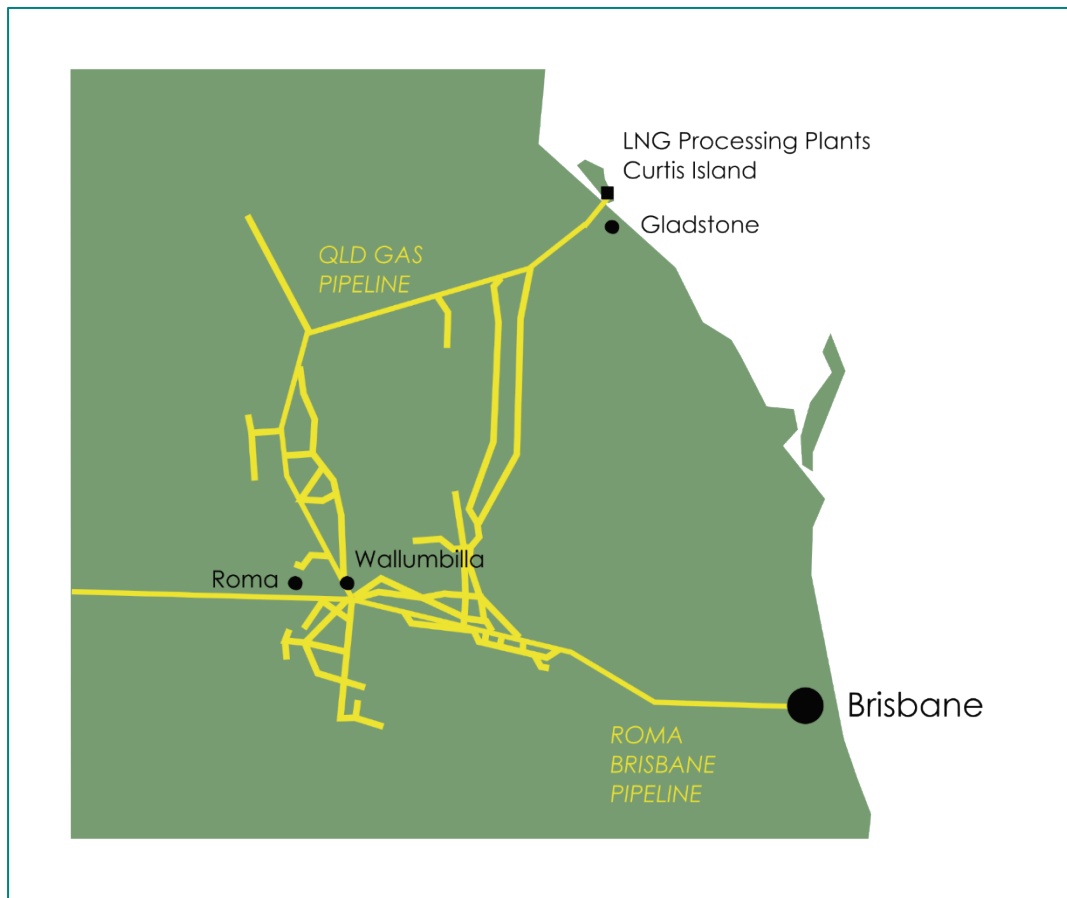 LNG Processing Plants
Curtis Island
Gladstone
QLD GAS
PIPELINE
Wallumbilla
Roma
Brisbane
ROMA
BRISBANE
PIPELINE